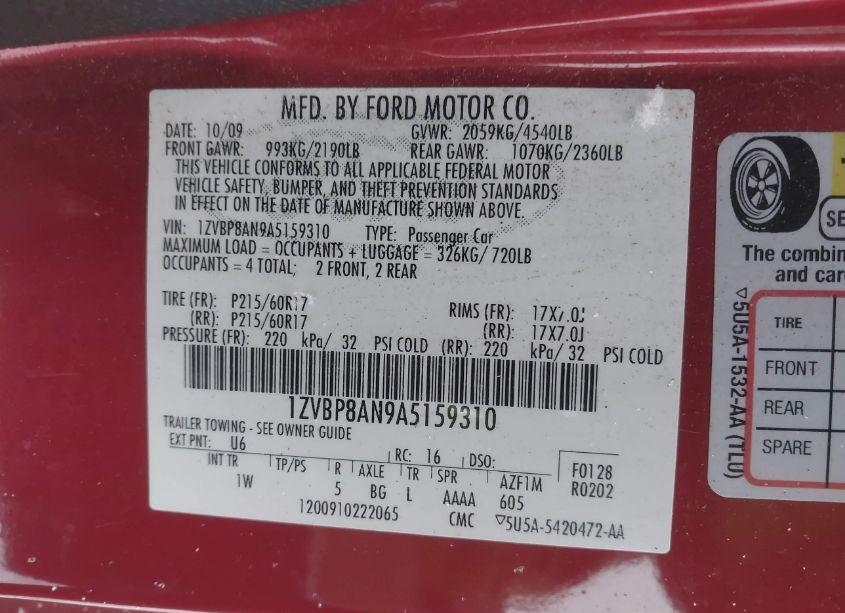 MFD. BY FORD MOTOR CO.
DATE: 10/09 GVWR: 2059KG/4540LB
FRONT GAWR: 993KG/2190LB REAR GAWR: 1070KG/2360LB
THIS VEHICLE CONFORMS TO ALL APPLICABLE FEDERAL MOTOR
VEHICLE SAFETY, BUMPER, AND THEFT PREVENTION STANDARDS
IN EFFECT ON THE DATE OF MANUFACTURE SHOWN ABOVE.
VIN: 1ZVBP8AN9A5159310 TYPE: Passenger Car
MAXIMUM LOAD = OCCUPANTS + LUGGAGE = 326KG/ 720LB
OCCUPANTS = 4 TOTAL; 2 FRONT, 2 REAR
TIRE (FR): P215/60R17 RIMS (FR): 17X7.0J
(RR): P215/60R17 (RR): 17X7.0J
PRESSURE (FR): 220 kPa/ 32 PSI COLD (RR): 220 kPa/ 32 PSI COLD
1ZVBP8AN9A5159310
TRAILER TOWING - SEE OWNER GUIDE
EXT PNT: U6 RC: 16 DSO: F0128
INT TR TP/PS R AXLE TR SPR AZF1M R0202
1W 5 BG L AAAA 605
1200910222065 CMC ▽5U5A-5420472-AA
The combin
and car
▽5U5A-1532-AA (TLU)
TIRE
FRONT
REAR
SPARE